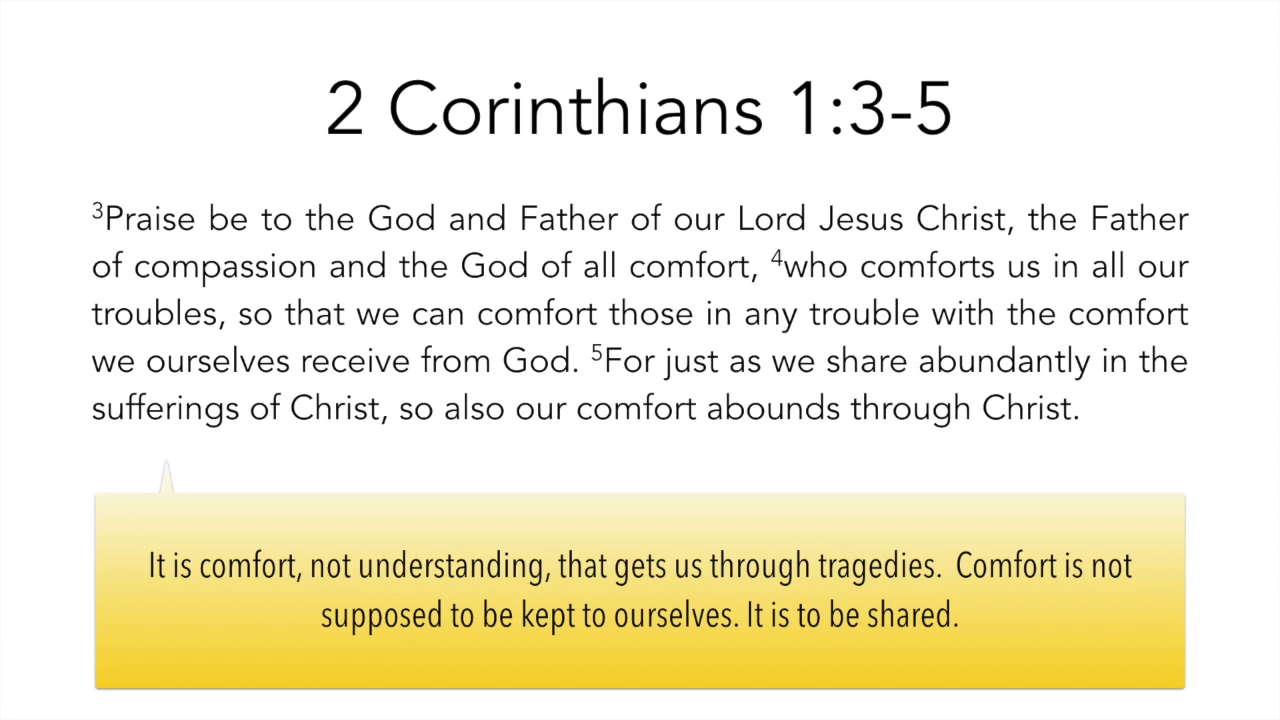 2 Corinthians 1:3-5
³Praise be to the God and Father of our Lord Jesus Christ, the Father
of compassion and the God of all comfort, ⁴who comforts us in all our
troubles, so that we can comfort those in any trouble with the comfort
we ourselves receive from God. ⁵For just as we share abundantly in the
sufferings of Christ, so also our comfort abounds through Christ.
It is comfort, not understanding, that gets us through tragedies.  Comfort is not
supposed to be kept to ourselves. It is to be shared.